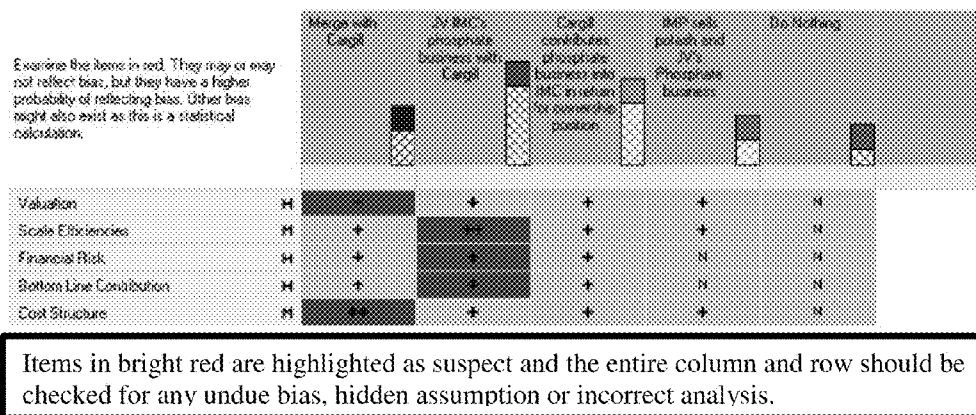 Merge with
Cargill
JV IMC's
phosphate
business with
Cargill
Cargill
contributes
phosphate
business into
IMC in return
for ownership
position
IMP sells
potash and
JV's
Phosphate
business
Do Nothing
Examine the items in red. They may or may
not reflect bias, but they have a higher
probability of reflecting bias. Other bias
might also exist as this is a statistical
calculation.
Valuation H + + + N
Scale Efficiencies H + ++ + + N
Financial Risk H + + + N N
Bottom Line Contribution H + + + N N
Cost Structure H ++ + + + N
Items in bright red are highlighted as suspect and the entire column and row should be
checked for any undue bias, hidden assumption or incorrect analysis.